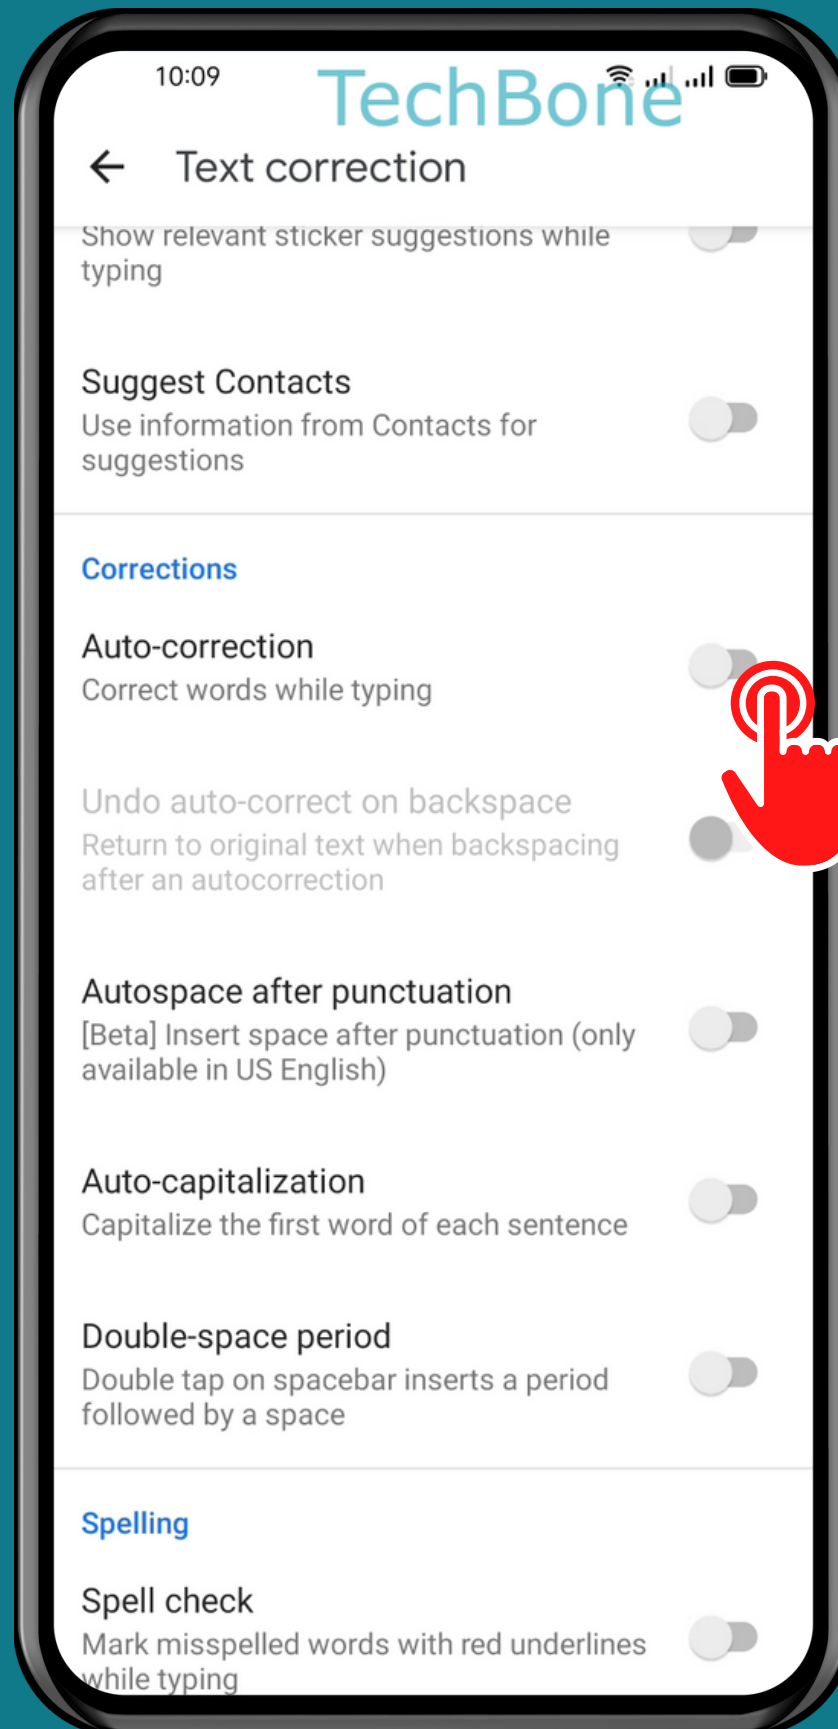 10:09
TechBone
Text correction
Show relevant sticker suggestions while
typing
Suggest Contacts
Use information from Contacts for
suggestions
Corrections
Auto-correction
Correct words while typing
Undo auto-correct on backspace
Return to original text when backspacing
after an autocorrection
Autospace after punctuation
[Beta] Insert space after punctuation (only
available in US English)
Auto-capitalization
Capitalize the first word of each sentence
Double-space period
Double tap on spacebar inserts a period
followed by a space
Spelling
Spell check
Mark misspelled words with red underlines
while typing